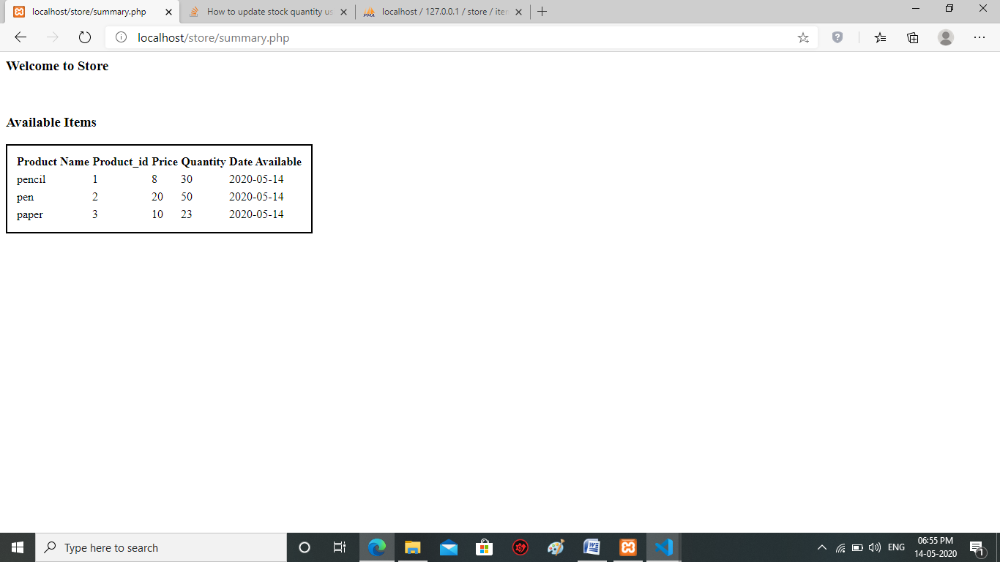 localhost/store/summary.php
How to update stock quantity us
localhost / 127.0.0.1 / store / iter
localhost/store/summary.php
Welcome to Store
Available Items
Product Name Product_id Price Quantity Date Available
pencil 1 8 30 2020-05-14
pen 2 20 50 2020-05-14
paper 3 10 23 2020-05-14
Type here to search
ENG
06:55 PM
14-05-2020
1